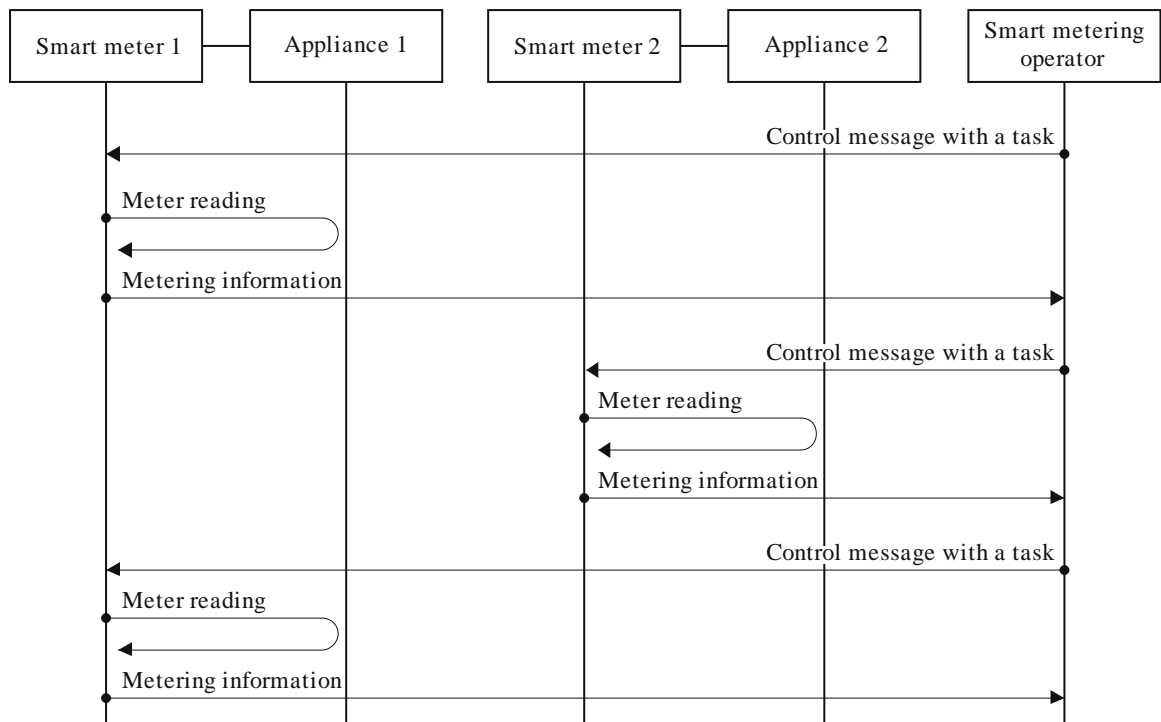 Smart meter 1
Appliance 1
Smart meter 2
Appliance 2
Smart metering
operator
Control message with a task
Meter reading
Metering information
Control message with a task
Meter reading
Metering information
Control message with a task
Meter reading
Metering information